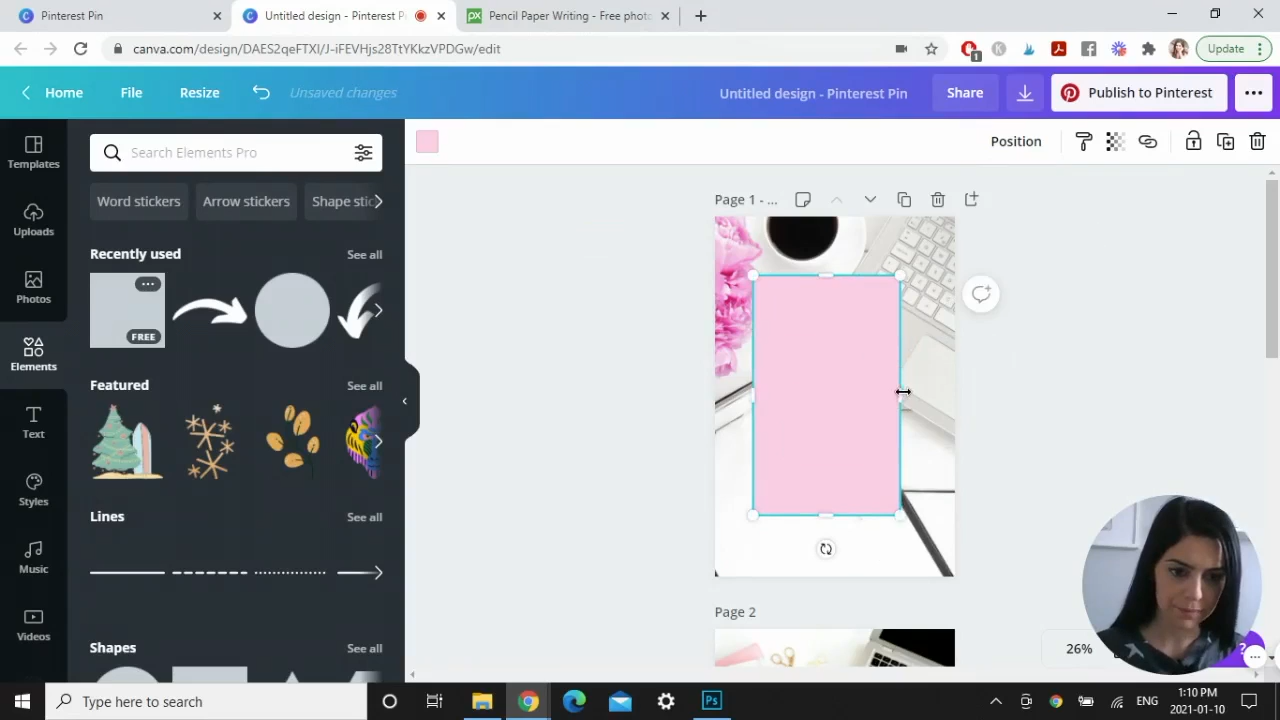 Pinterest Pin
Untitled design - Pinterest P
Pencil Paper Writing - Free phot
canva.com/design/DAES2qeFTXI/J-iFEVHjs28TtYKkzVPDGw/edit
Update
Home
File
Resize
Unsaved changes
Untitled design - Pinterest Pin
Share
Publish to Pinterest
Templates
Uploads
Photos
Elements
Text
Styles
Music
Videos
Search Elements Pro
Word stickers
Arrow stickers
Shape stic
Recently used
See all
FREE
Featured
See all
Lines
See all
Shapes
See all
Position
Page 1 - ...
Page 2
26%
?
Type here to search
Ps
ENG
1:10 PM
2021-01-10